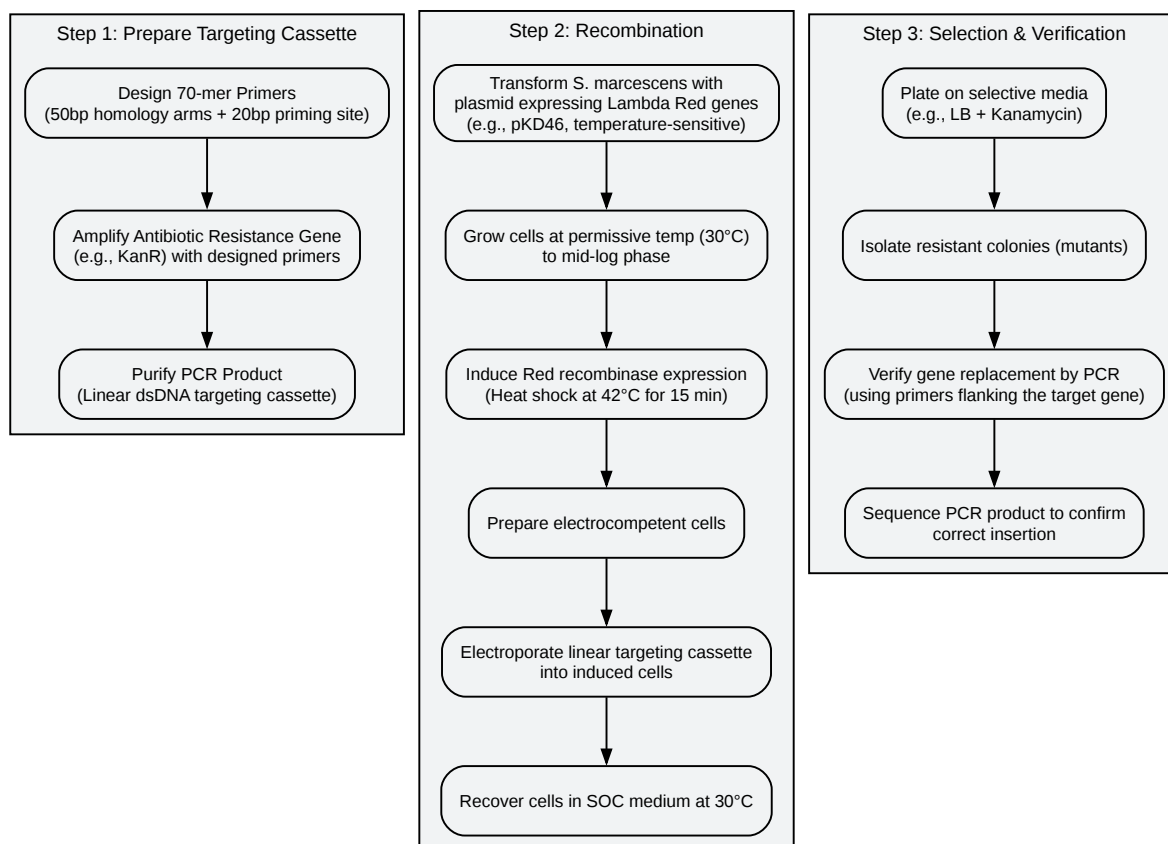 Step 1: Prepare Targeting Cassette
Design 70-mer Primers
(50bp homology arms + 20bp priming site)
Amplify Antibiotic Resistance Gene
(e.g., KanR) with designed primers
Purify PCR Product
(Linear dsDNA targeting cassette)
Step 2: Recombination
Transform S. marcescens with
plasmid expressing Lambda Red genes
(e.g., pKD46, temperature-sensitive)
Grow cells at permissive temp (30°C)
to mid-log phase
Induce Red recombinase expression
(Heat shock at 42°C for 15 min)
Prepare electrocompetent cells
Electroporate linear targeting cassette
into induced cells
Recover cells in SOC medium at 30°C
Step 3: Selection & Verification
Plate on selective media
(e.g., LB + Kanamycin)
Isolate resistant colonies (mutants)
Verify gene replacement by PCR
(using primers flanking the target gene)
Sequence PCR product to confirm
correct insertion